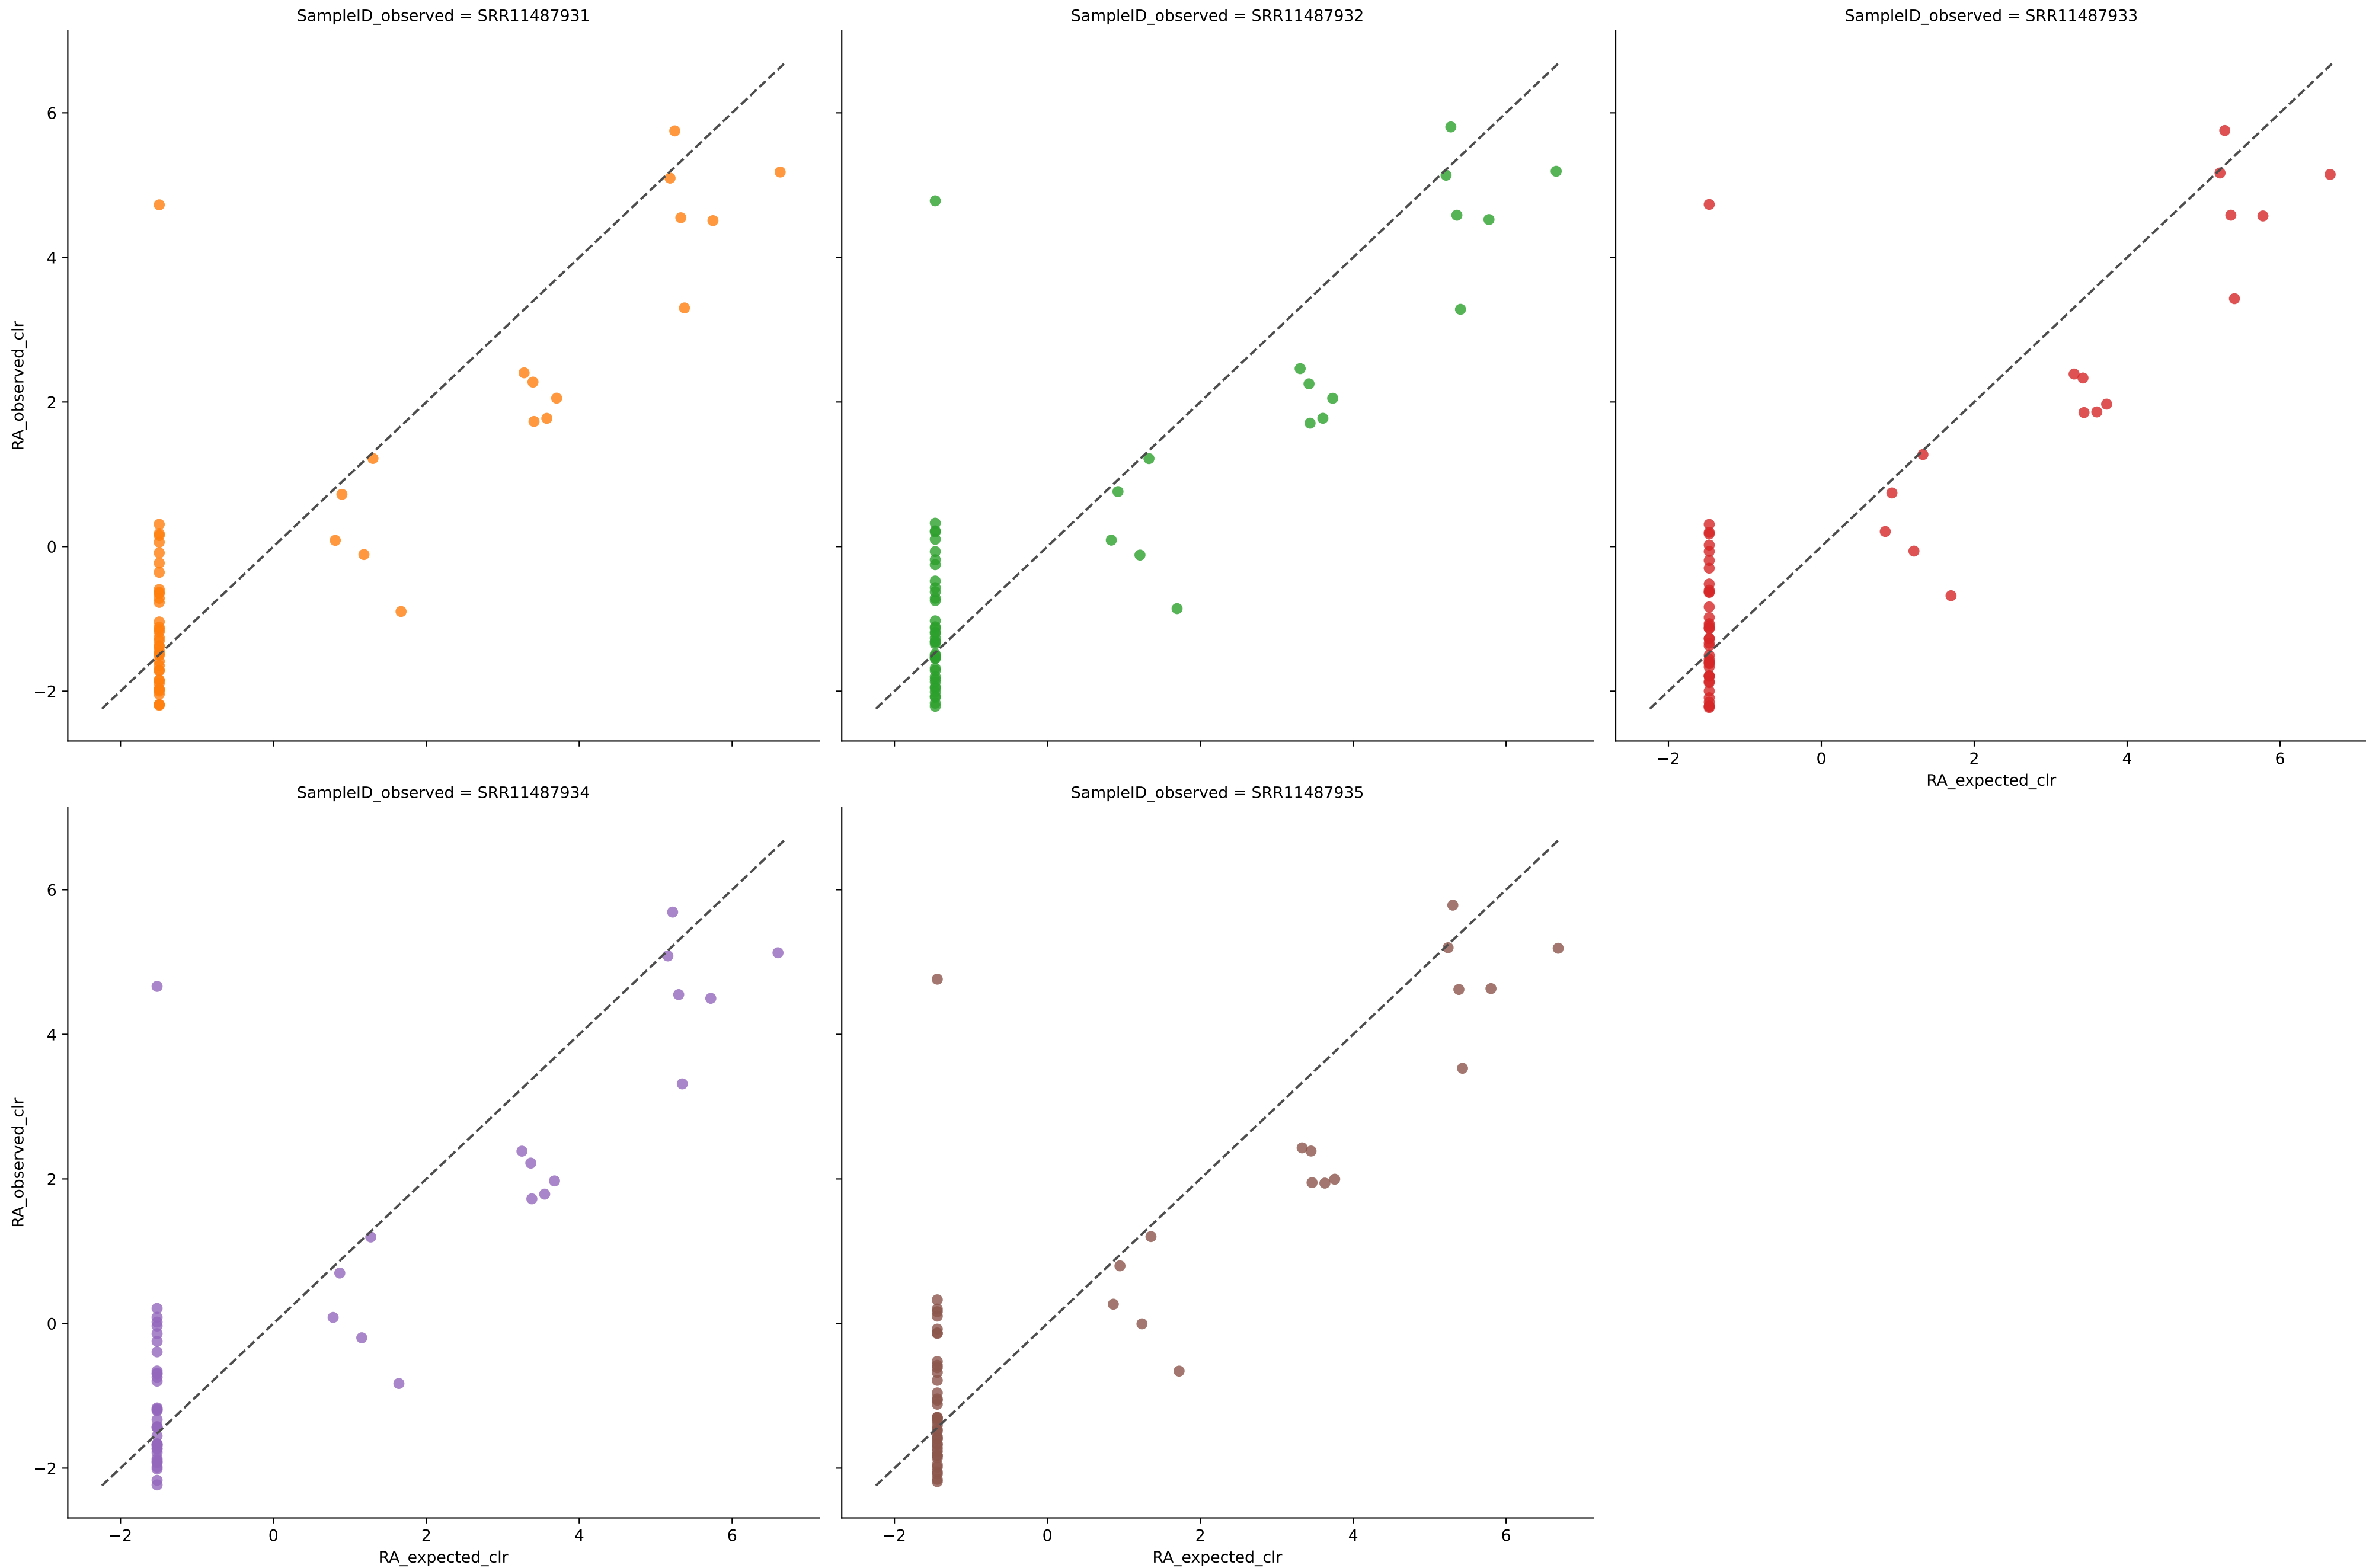 SampleID_observed = SRR11487931
SampleID_observed = SRR11487932
SampleID_observed = SRR11487933
RA_observed_clr
6
4
2
0
−2
−2 0 2 4 6
RA_expected_clr
SampleID_observed = SRR11487934
SampleID_observed = SRR11487935
RA_observed_clr
6
4
2
0
−2
−2 0 2 4 6
−2 0 2 4 6
RA_expected_clr
RA_expected_clr